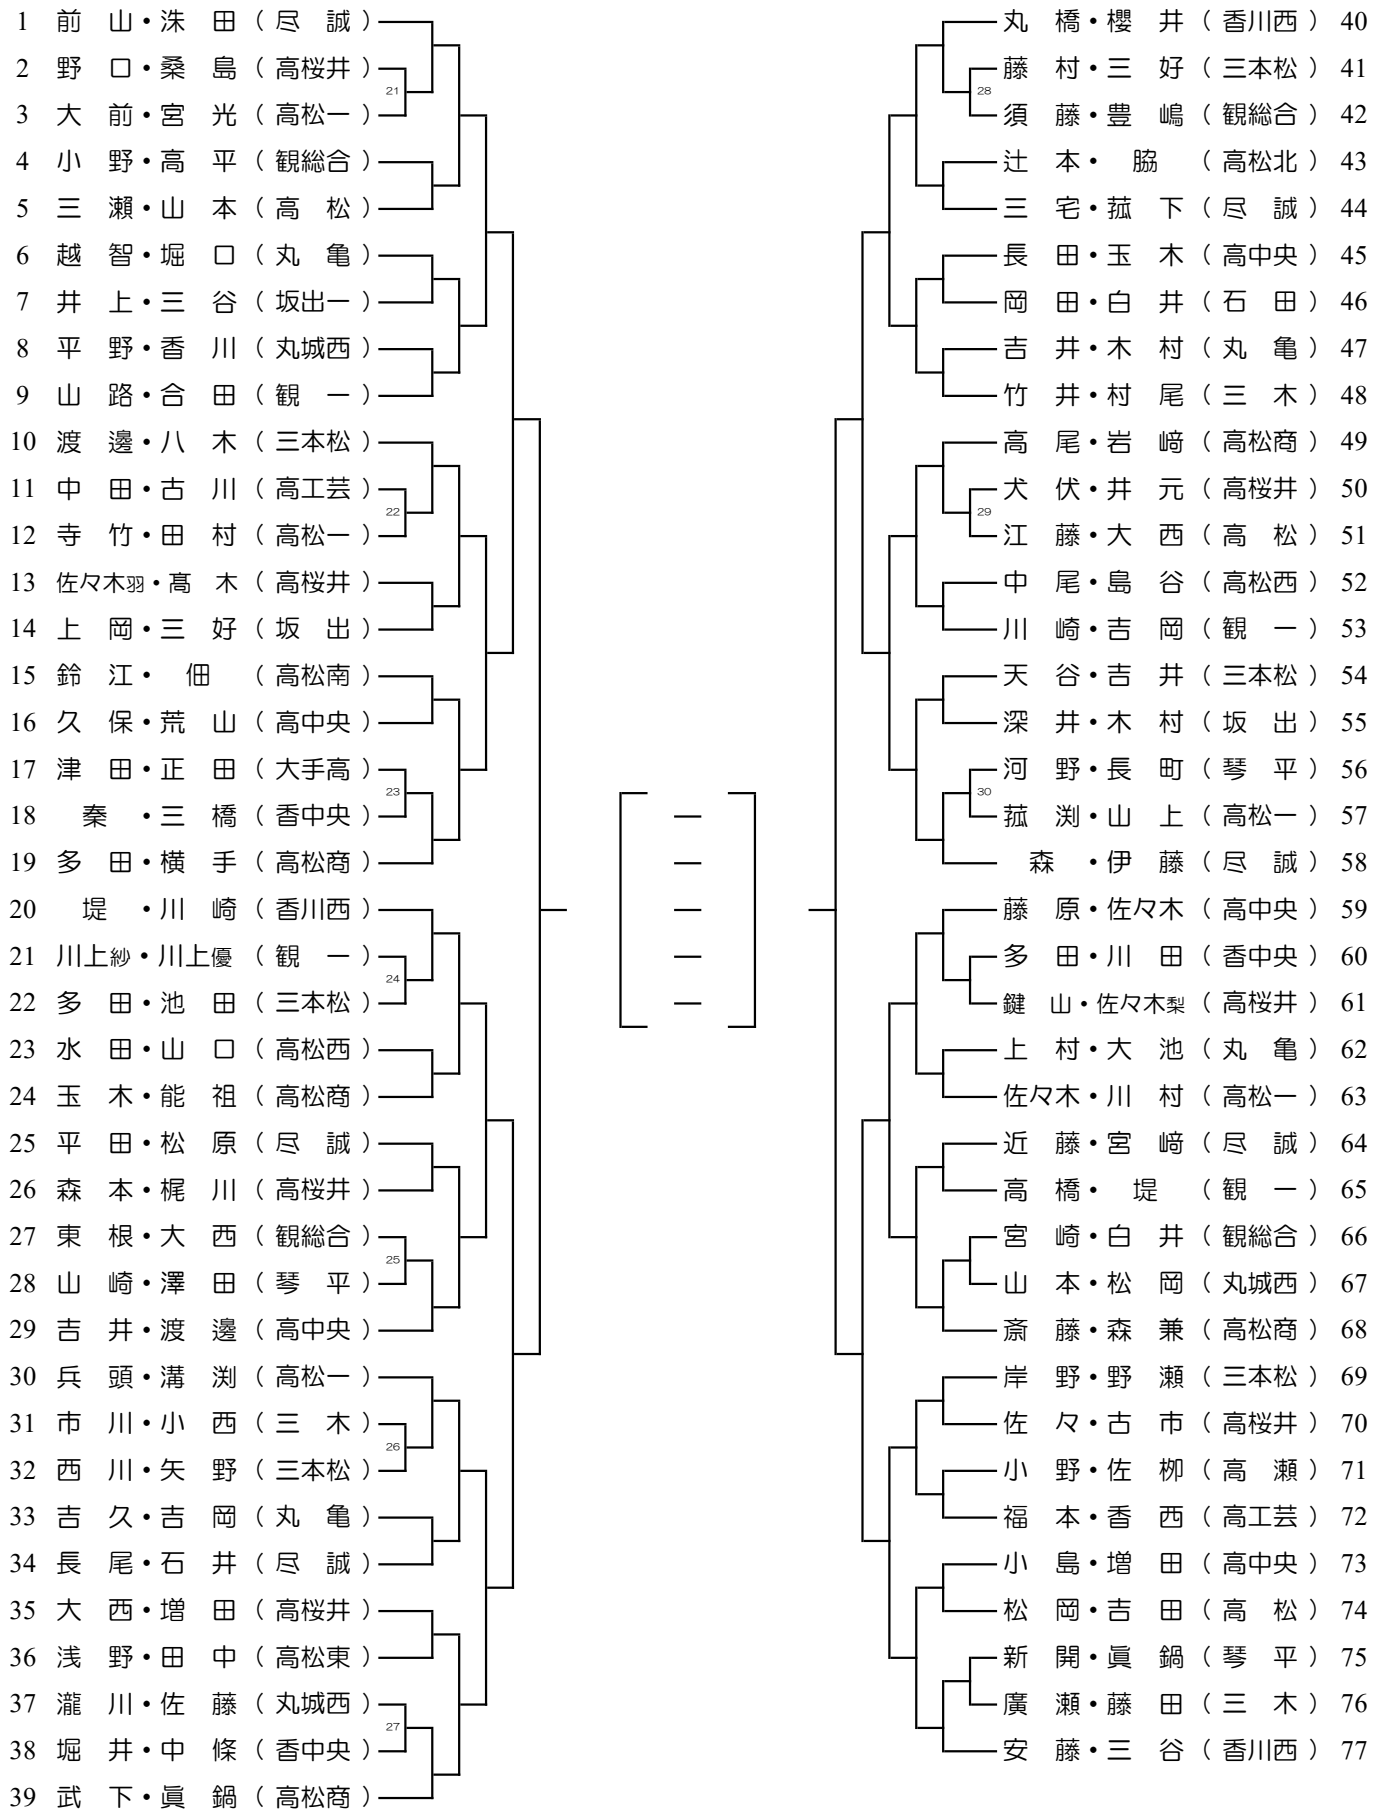 1 前 山・洙 田 ( 尽 誠 )
2 野 口・桑 島 ( 高桜井 )
21
3 大 前・宮 光 ( 高松一 )
4 小 野・高 平 ( 観総合 )
5 三 瀬・山 本 ( 高 松 )
6 越 智・堀 口 ( 丸 亀 )
7 井 上・三 谷 ( 坂出一 )
8 平 野・香 川 ( 丸城西 )
9 山 路・合 田 ( 観 一 )
10 渡 邊・八 木 ( 三本松 )
11 中 田・古 川 ( 高工芸 )
22
12 寺 竹・田 村 ( 高松一 )
13 佐々木羽・髙 木 ( 高桜井 )
14 上 岡・三 好 ( 坂 出 )
15 鈴 江・ 佃 ( 高松南 )
16 久 保・荒 山 ( 高中央 )
17 津 田・正 田 ( 大手高 )
23
18 秦 ・三 橋 ( 香中央 )
19 多 田・横 手 ( 高松商 )
20 堤 ・川 崎 ( 香川西 )
21 川上紗・川上優 ( 観 一 )
24
22 多 田・池 田 ( 三本松 )
23 水 田・山 口 ( 高松西 )
24 玉 木・能 祖 ( 高松商 )
25 平 田・松 原 ( 尽 誠 )
26 森 本・梶 川 ( 高桜井 )
27 東 根・大 西 ( 観総合 )
25
28 山 崎・澤 田 ( 琴 平 )
29 吉 井・渡 邊 ( 高中央 )
30 兵 頭・溝 渕 ( 高松一 )
31 市 川・小 西 ( 三 木 )
26
32 西 川・矢 野 ( 三本松 )
33 吉 久・吉 岡 ( 丸 亀 )
34 長 尾・石 井 ( 尽 誠 )
35 大 西・増 田 ( 高桜井 )
36 浅 野・田 中 ( 高松東 )
37 瀧 川・佐 藤 ( 丸城西 )
27
38 堀 井・中 條 ( 香中央 )
39 武 下・眞 鍋 ( 高松商 )
—
—
—
—
—
丸 橋・櫻 井 ( 香川西 ) 40
藤 村・三 好 ( 三本松 ) 41
28
須 藤・豊 嶋 ( 観総合 ) 42
辻 本・ 脇 ( 高松北 ) 43
三 宅・菰 下 ( 尽 誠 ) 44
長 田・玉 木 ( 高中央 ) 45
岡 田・白 井 ( 石 田 ) 46
吉 井・木 村 ( 丸 亀 ) 47
竹 井・村 尾 ( 三 木 ) 48
高 尾・岩 﨑 ( 高松商 ) 49
犬 伏・井 元 ( 高桜井 ) 50
29
江 藤・大 西 ( 高 松 ) 51
中 尾・島 谷 ( 高松西 ) 52
川 崎・吉 岡 ( 観 一 ) 53
天 谷・吉 井 ( 三本松 ) 54
深 井・木 村 ( 坂 出 ) 55
河 野・長 町 ( 琴 平 ) 56
30
菰 渕・山 上 ( 高松一 ) 57
森 ・伊 藤 ( 尽 誠 ) 58
藤 原・佐々木 ( 高中央 ) 59
多 田・川 田 ( 香中央 ) 60
鍵 山・佐々木梨 ( 高桜井 ) 61
上 村・大 池 ( 丸 亀 ) 62
佐々木・川 村 ( 高松一 ) 63
近 藤・宮 﨑 ( 尽 誠 ) 64
高 橋・ 堤 ( 観 一 ) 65
宮 崎・白 井 ( 観総合 ) 66
山 本・松 岡 ( 丸城西 ) 67
斎 藤・森 兼 ( 高松商 ) 68
岸 野・野 瀬 ( 三本松 ) 69
佐 々・古 市 ( 高桜井 ) 70
小 野・佐 栁 ( 高 瀬 ) 71
福 本・香 西 ( 高工芸 ) 72
小 島・増 田 ( 高中央 ) 73
松 岡・吉 田 ( 高 松 ) 74
新 開・眞 鍋 ( 琴 平 ) 75
廣 瀬・藤 田 ( 三 木 ) 76
安 藤・三 谷 ( 香川西 ) 77